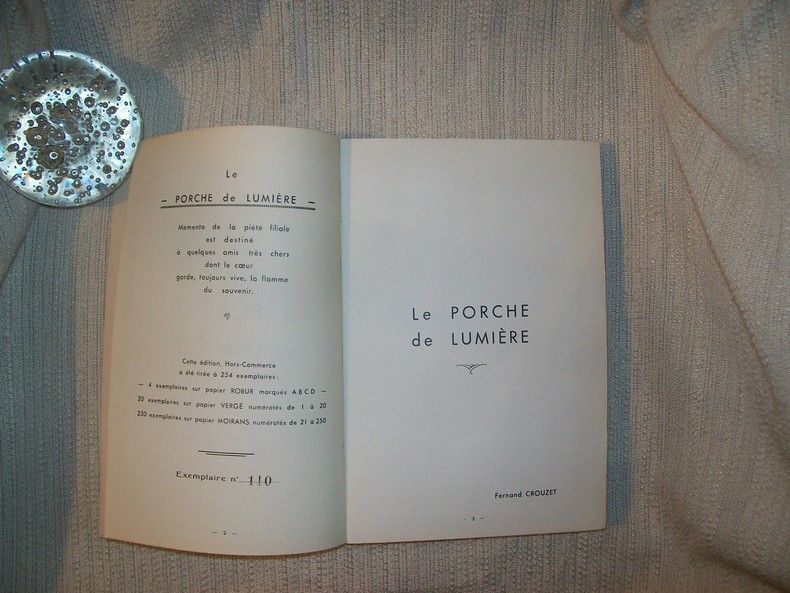 Le
— PORCHE de LUMIÈRE —
Memento de la piété filiale
est destiné
à quelques amis très chers
dont le cœur
garde, toujours vive, la flamme
du souvenir.
Cette édition, Hors-Commerce
a été tirée à 254 exemplaires :
— 4 exemplaires sur papier ROBUR marqués A B C D —
20 exemplaires sur papier VERGÉ numératés de 1 à 20
230 exemplaires sur papier MOIRANS numératés de 21 à 250
Exemplaire n° 110
— 2 —
Le PORCHE
de LUMIÈRE
Fernand CROUZET
- 3 -